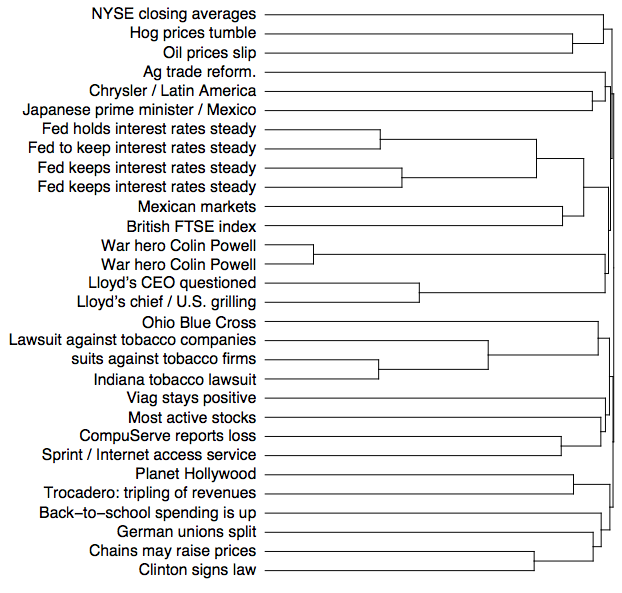 NYSE closing averages
Hog prices tumble
Oil prices slip
Ag trade reform.
Chrysler / Latin America
Japanese prime minister / Mexico
Fed holds interest rates steady
Fed to keep interest rates steady
Fed keeps interest rates steady
Fed keeps interest rates steady
Mexican markets
British FTSE index
War hero Colin Powell
War hero Colin Powell
Lloyd's CEO questioned
Lloyd's chief / U.S. grilling
Ohio Blue Cross
Lawsuit against tobacco companies
suits against tobacco firms
Indiana tobacco lawsuit
Viag stays positive
Most active stocks
CompuServe reports loss
Sprint / Internet access service
Planet Hollywood
Trocadero: tripling of revenues
Back−to−school spending is up
German unions split
Chains may raise prices
Clinton signs law